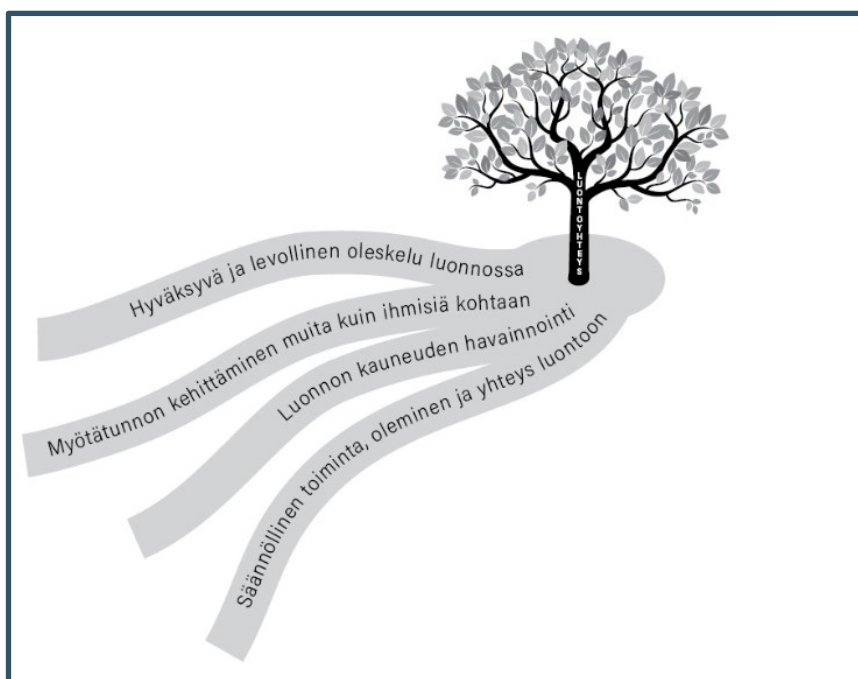 LUONTOYHTEYS
Hyväksyvä ja levollinen oleskelu luonnossa
Myötätunnon kehittäminen muita kuin ihmisiä kohtaan
Luonnon kauneuden havainnointi
Säännöllinen toiminta, oleminen ja yhteys luontoon